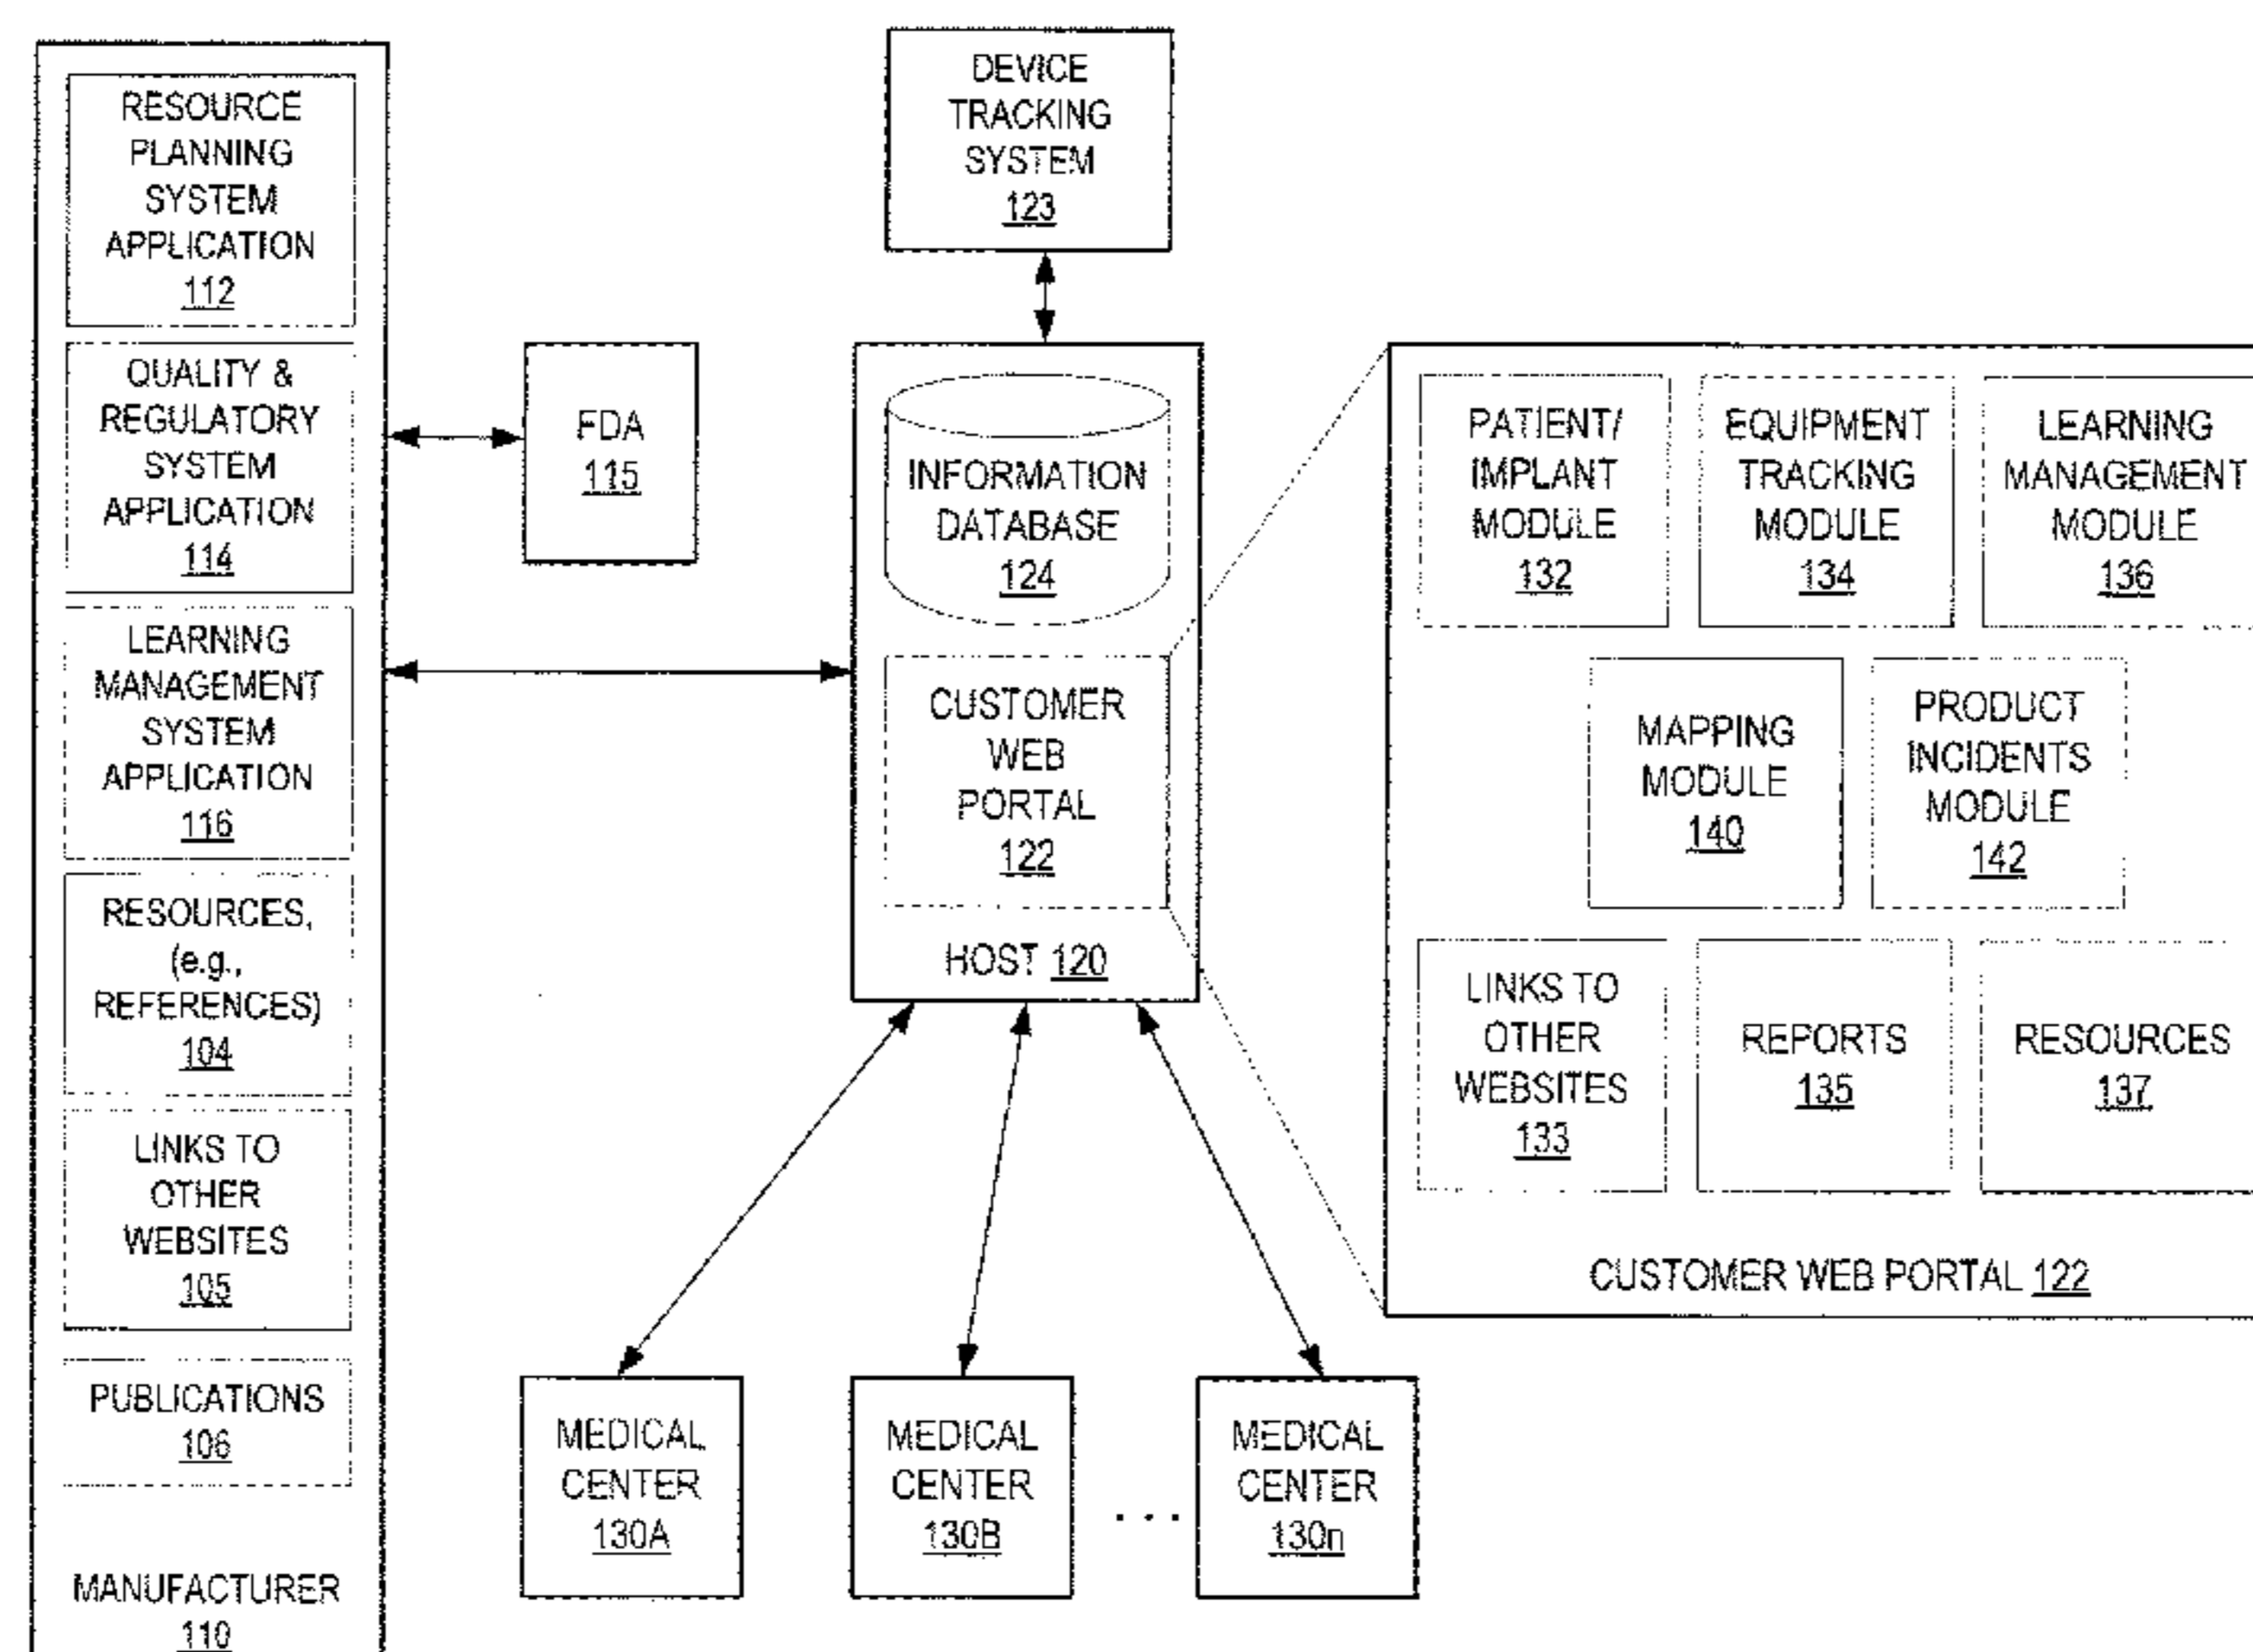 RESOURCE
PLANNING
SYSTEM
APPLICATION
112
QUALITY &
REGULATORY
SYSTEM
APPLICATION
114
LEARNING
MANAGEMENT
SYSTEM
APPLICATION
116
RESOURCES,
(e.g.,
REFERENCES)
104
LINKS TO
OTHER
WEBSITES
105
PUBLICATIONS
106
MANUFACTURER
110
FDA
115
DEVICE
TRACKING
SYSTEM
123
INFORMATION
DATABASE
124
CUSTOMER
WEB
PORTAL
122
HOST 120
MEDICAL
CENTER
130A
MEDICAL
CENTER
130B
. . .
MEDICAL
CENTER
130n
PATIENT/
IMPLANT
MODULE
132
EQUIPMENT
TRACKING
MODULE
134
LEARNING
MANAGEMENT
MODULE
136
MAPPING
MODULE
140
PRODUCT
INCIDENTS
MODULE
142
LINKS TO
OTHER
WEBSITES
133
REPORTS
135
RESOURCES
137
CUSTOMER WEB PORTAL 122